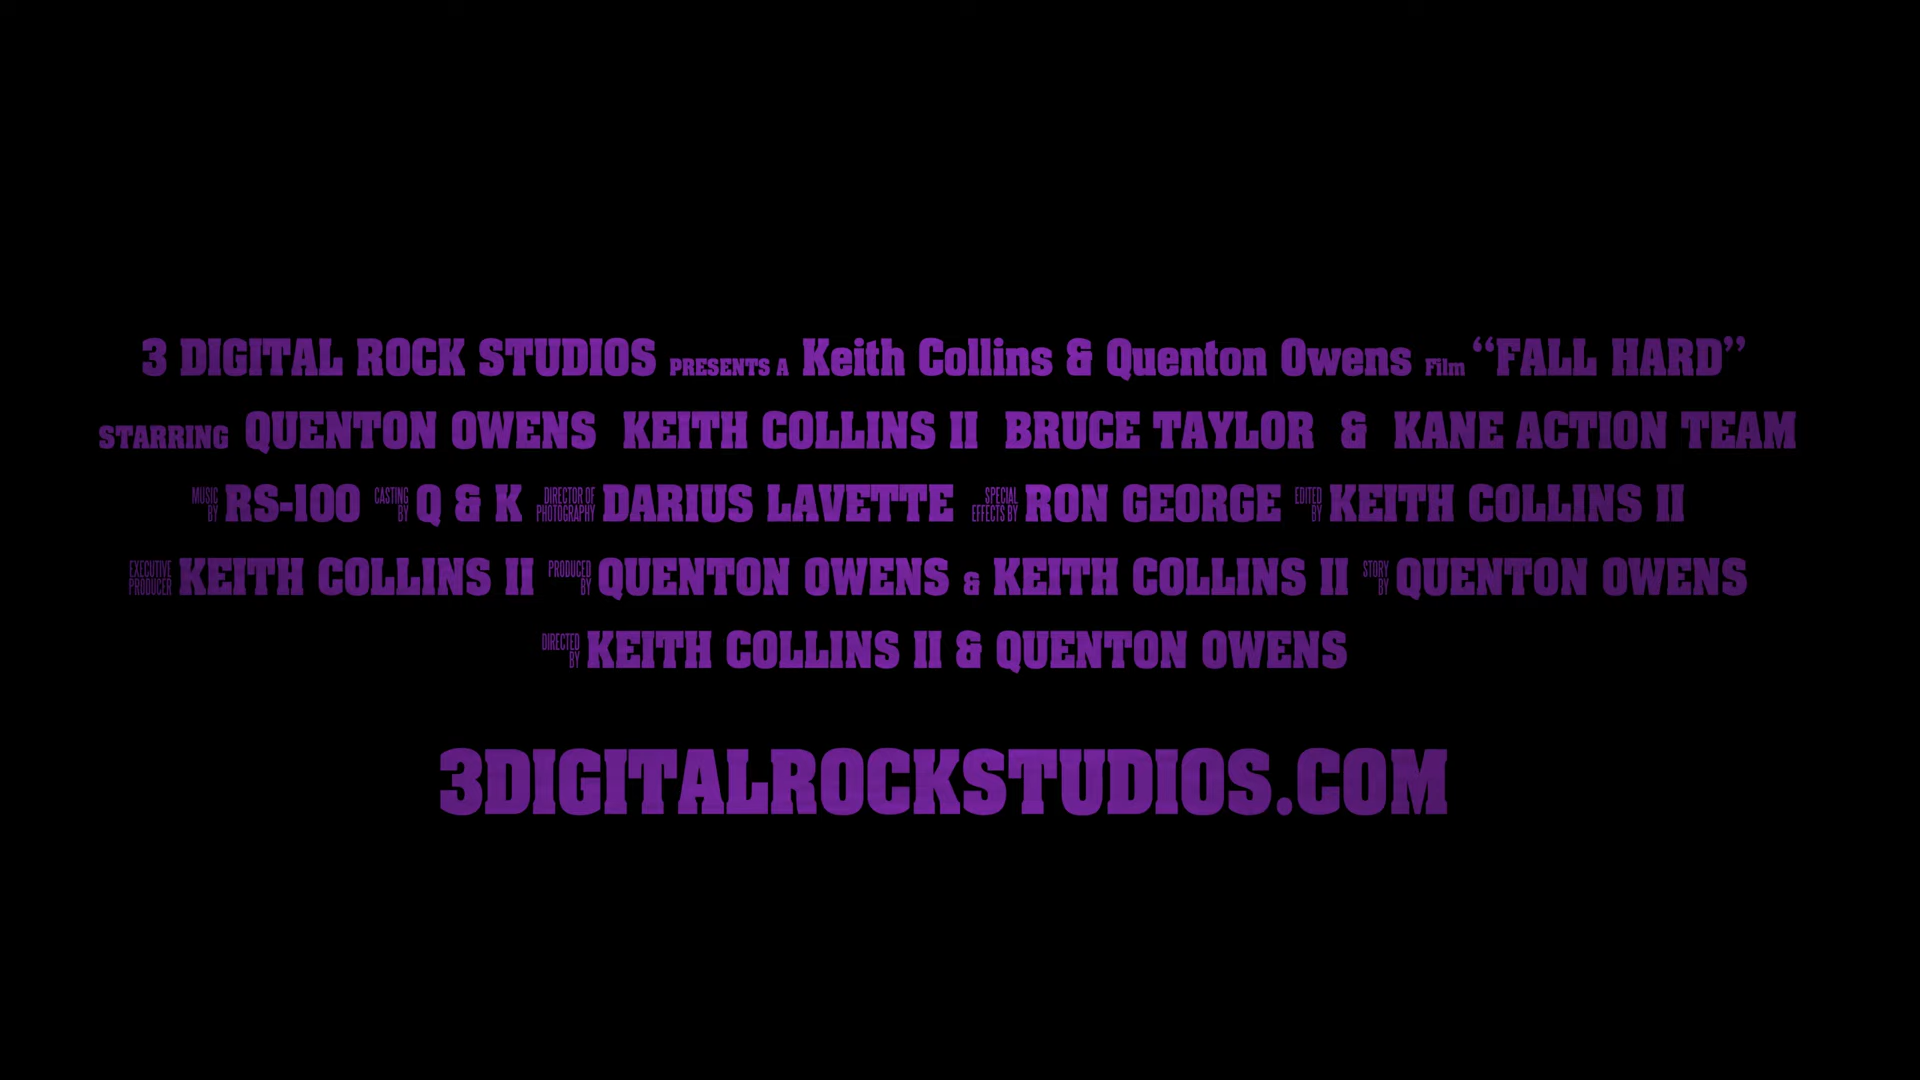 3 DIGITAL ROCK STUDIOS PRESENTS A Keith Collins & Quenton Owens Film “FALL HARD”
STARRING QUENTON OWENS KEITH COLLINS II BRUCE TAYLOR & KANE ACTION TEAM
MUSIC BY RS-100 CASTING BY Q & K DIRECTOR OF PHOTOGRAPHY DARIUS LAVETTE SPECIAL EFFECTS BY RON GEORGE EDITED BY KEITH COLLINS II
EXECUTIVE PRODUCER KEITH COLLINS II PRODUCED BY QUENTON OWENS & KEITH COLLINS II STORY BY QUENTON OWENS
DIRECTED BY KEITH COLLINS II & QUENTON OWENS
3DIGITALROCKSTUDIOS.COM